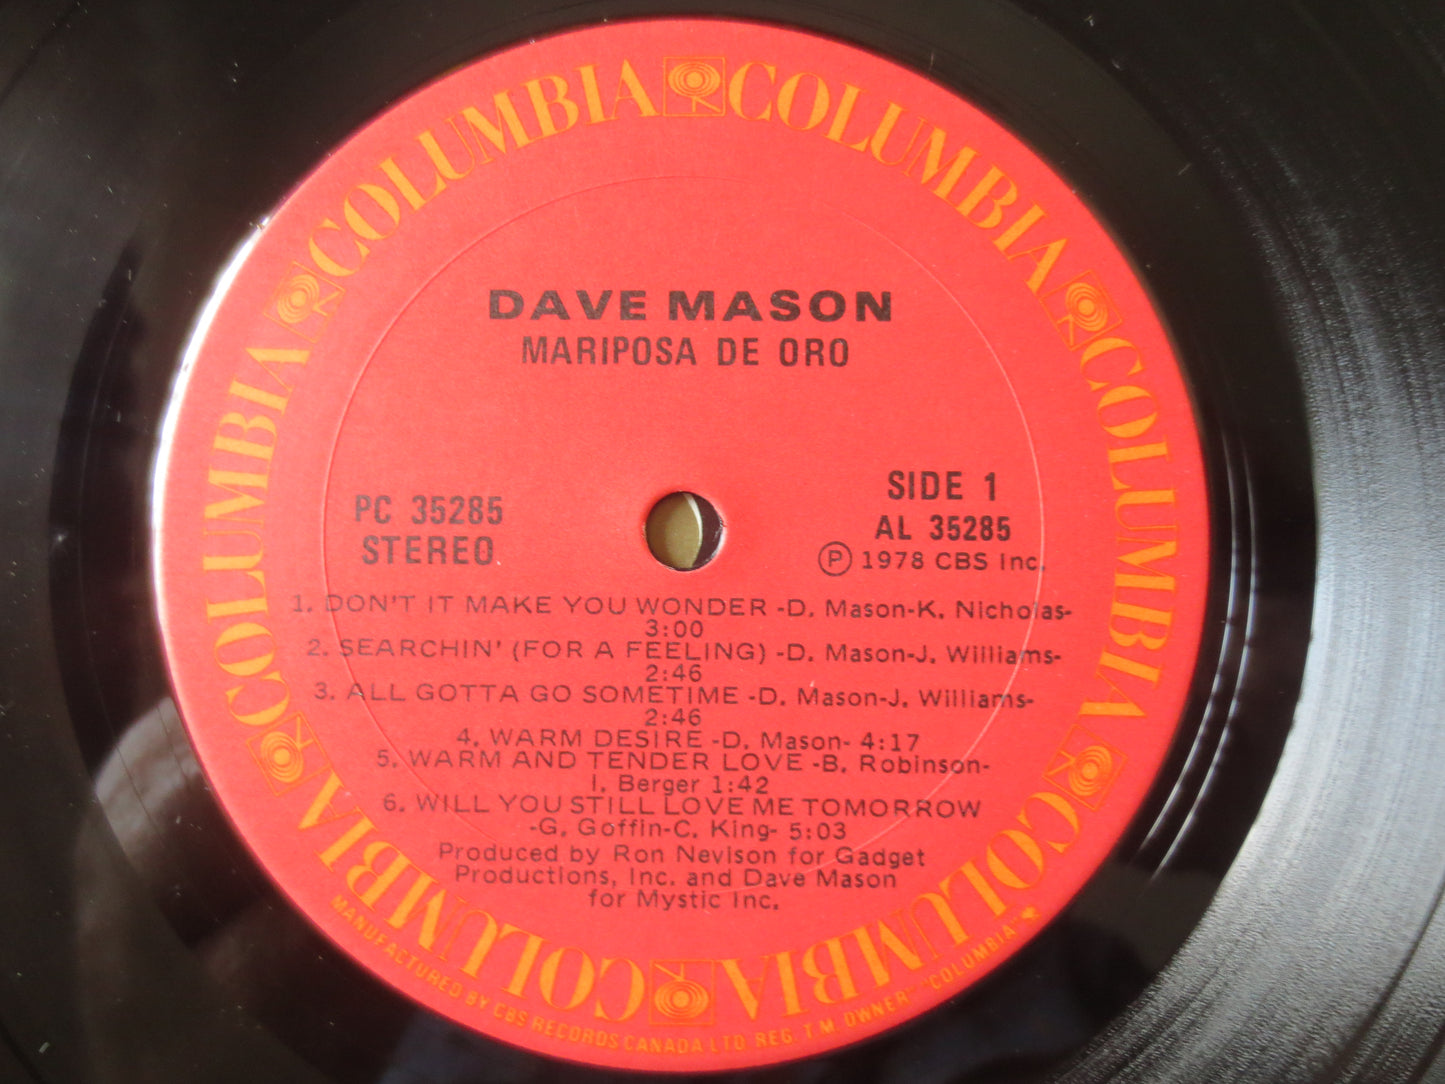 COLUMBIA COLUMBIA COLUMBIA COLUMBIA COLUMBIA COLUMBIA COLUMBIA COLUMBIA
DAVE MASON
MARIPOSA DE ORO
PC 35285
STEREO
SIDE 1
AL 35285
Ⓟ 1978 CBS Inc.
1. DON'T IT MAKE YOU WONDER -D. Mason-K. Nicholas-
3:00
2. SEARCHIN' (FOR A FEELING) -D. Mason-J. Williams-
2:46
3. ALL GOTTA GO SOMETIME -D. Mason-J. Williams-
2:46
4. WARM DESIRE -D. Mason- 4:17
5. WARM AND TENDER LOVE -B. Robinson-
I. Berger 1:42
6. WILL YOU STILL LOVE ME TOMORROW
-G. Goffin-C. King- 5:03
Produced by Ron Nevison for Gadget
Productions, Inc. and Dave Mason
for Mystic Inc.
MANUFACTURED BY CBS RECORDS CANADA LTD. REG. T.M. OWNER "COLUMBIA"